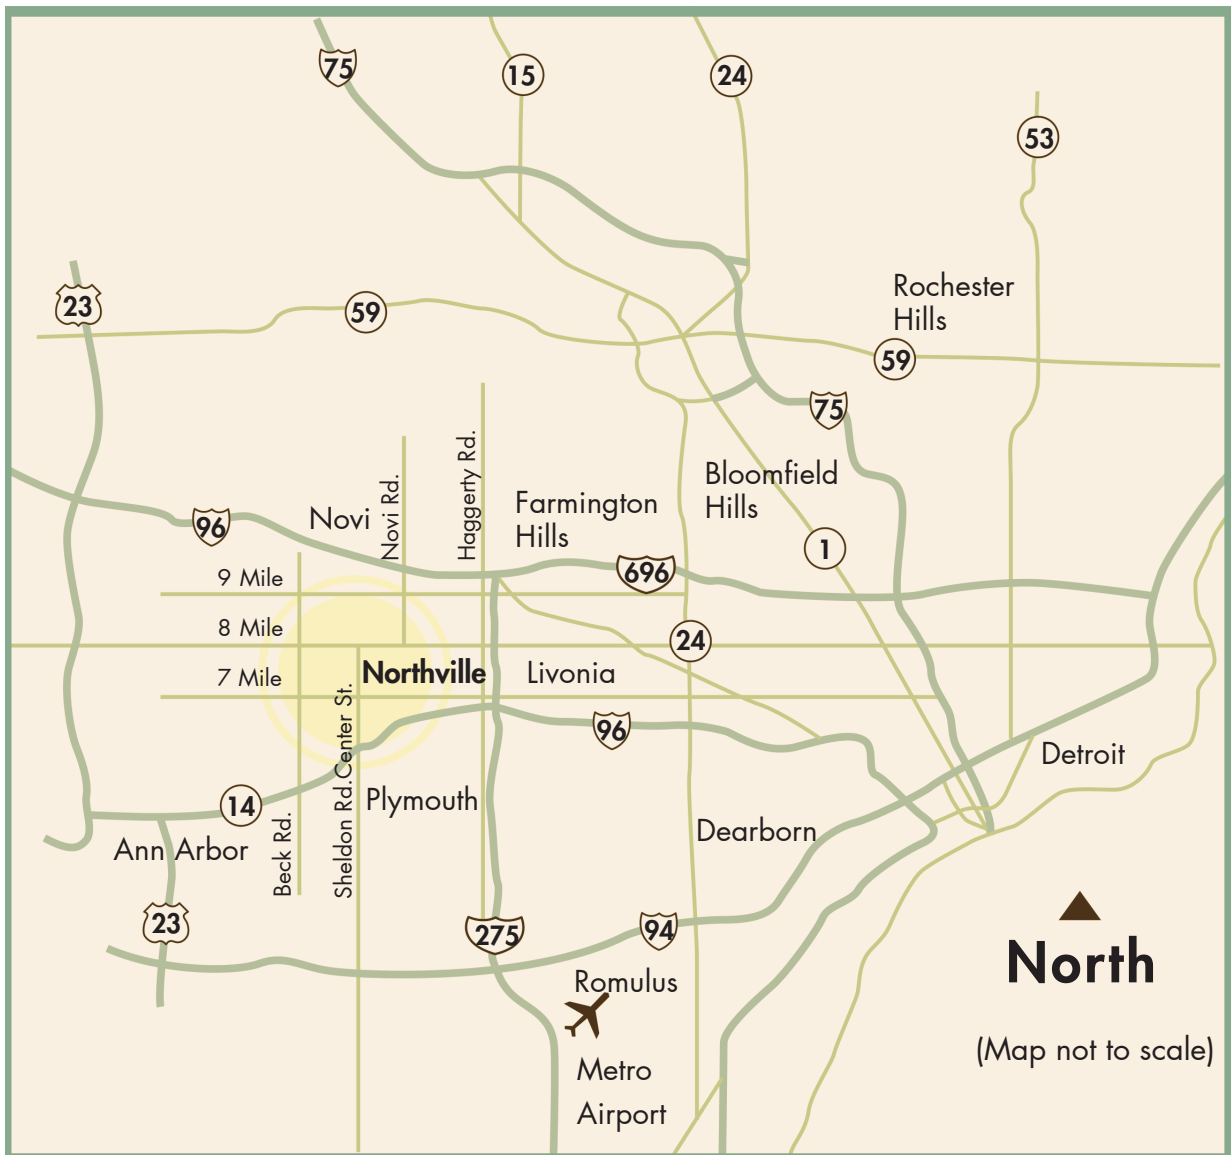 75
15
24
53
23
59
Rochester
Hills
59
75
Haggerty Rd.
Bloomfield
Hills
Novi Rd.
Farmington
Hills
Novi
96
1
696
9 Mile
8 Mile
24
7 Mile
Northville
Livonia
Center St.
96
Detroit
14
Plymouth
Dearborn
Ann Arbor
Beck Rd.
Sheldon Rd.
23
275
94
North
Romulus
(Map not to scale)
Metro
Airport